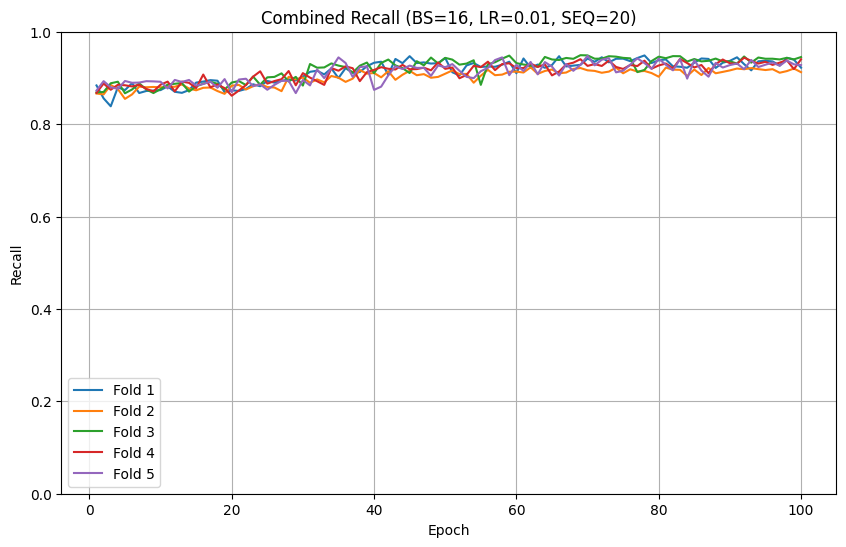 Combined Recall (BS=16, LR=0.01, SEQ=20)
1.0
0.8
0.6
0.4
0.2
0.0
Recall
Fold 1
Fold 2
Fold 3
Fold 4
Fold 5
0 20 40 60 80 100
Epoch